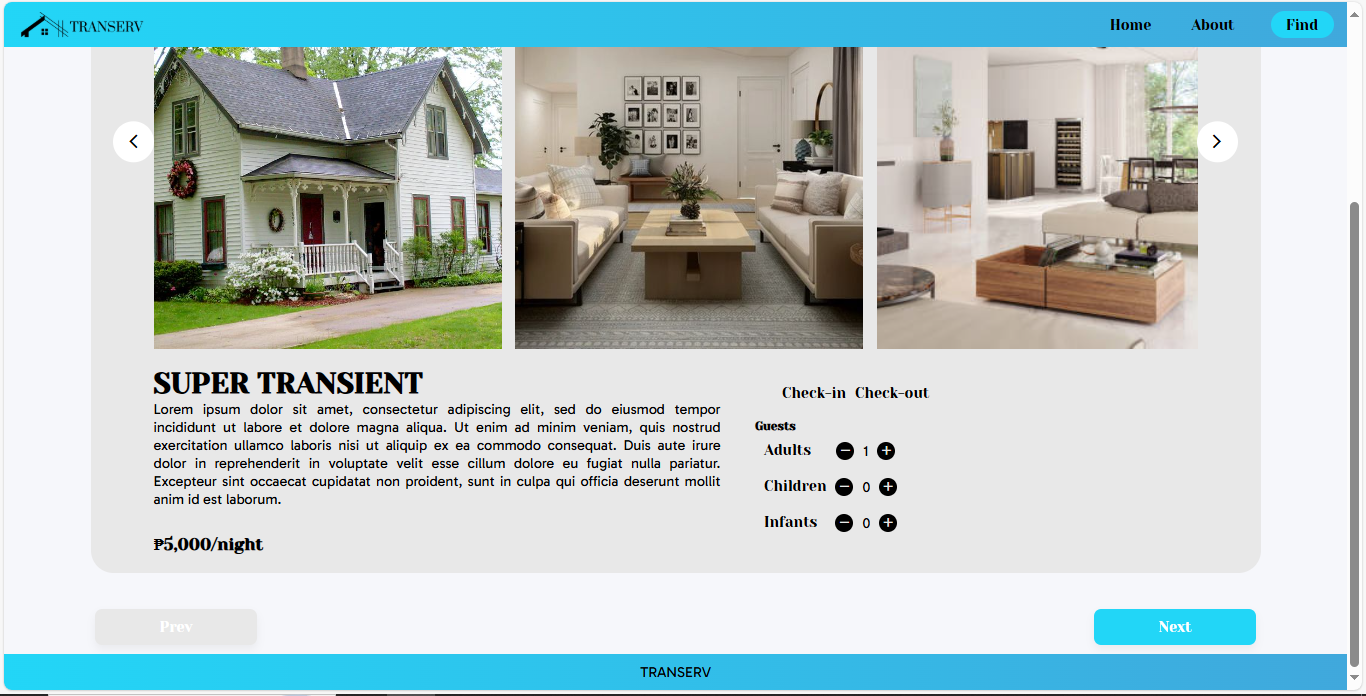 TRANSERV
Home About Find
SUPER TRANSIENT
Lorem ipsum dolor sit amet, consectetur adipiscing elit, sed do eiusmod tempor
incididunt ut labore et dolore magna aliqua. Ut enim ad minim veniam, quis nostrud
exercitation ullamco laboris nisi ut aliquip ex ea commodo consequat. Duis aute irure
dolor in reprehenderit in voluptate velit esse cillum dolore eu fugiat nulla pariatur.
Excepteur sint occaecat cupidatat non proident, sunt in culpa qui officia deserunt mollit
anim id est laborum.
₱5,000/night
Check-in Check-out
Guests
Adults 1
Children 0
Infants 0
Prev
Next
TRANSERV